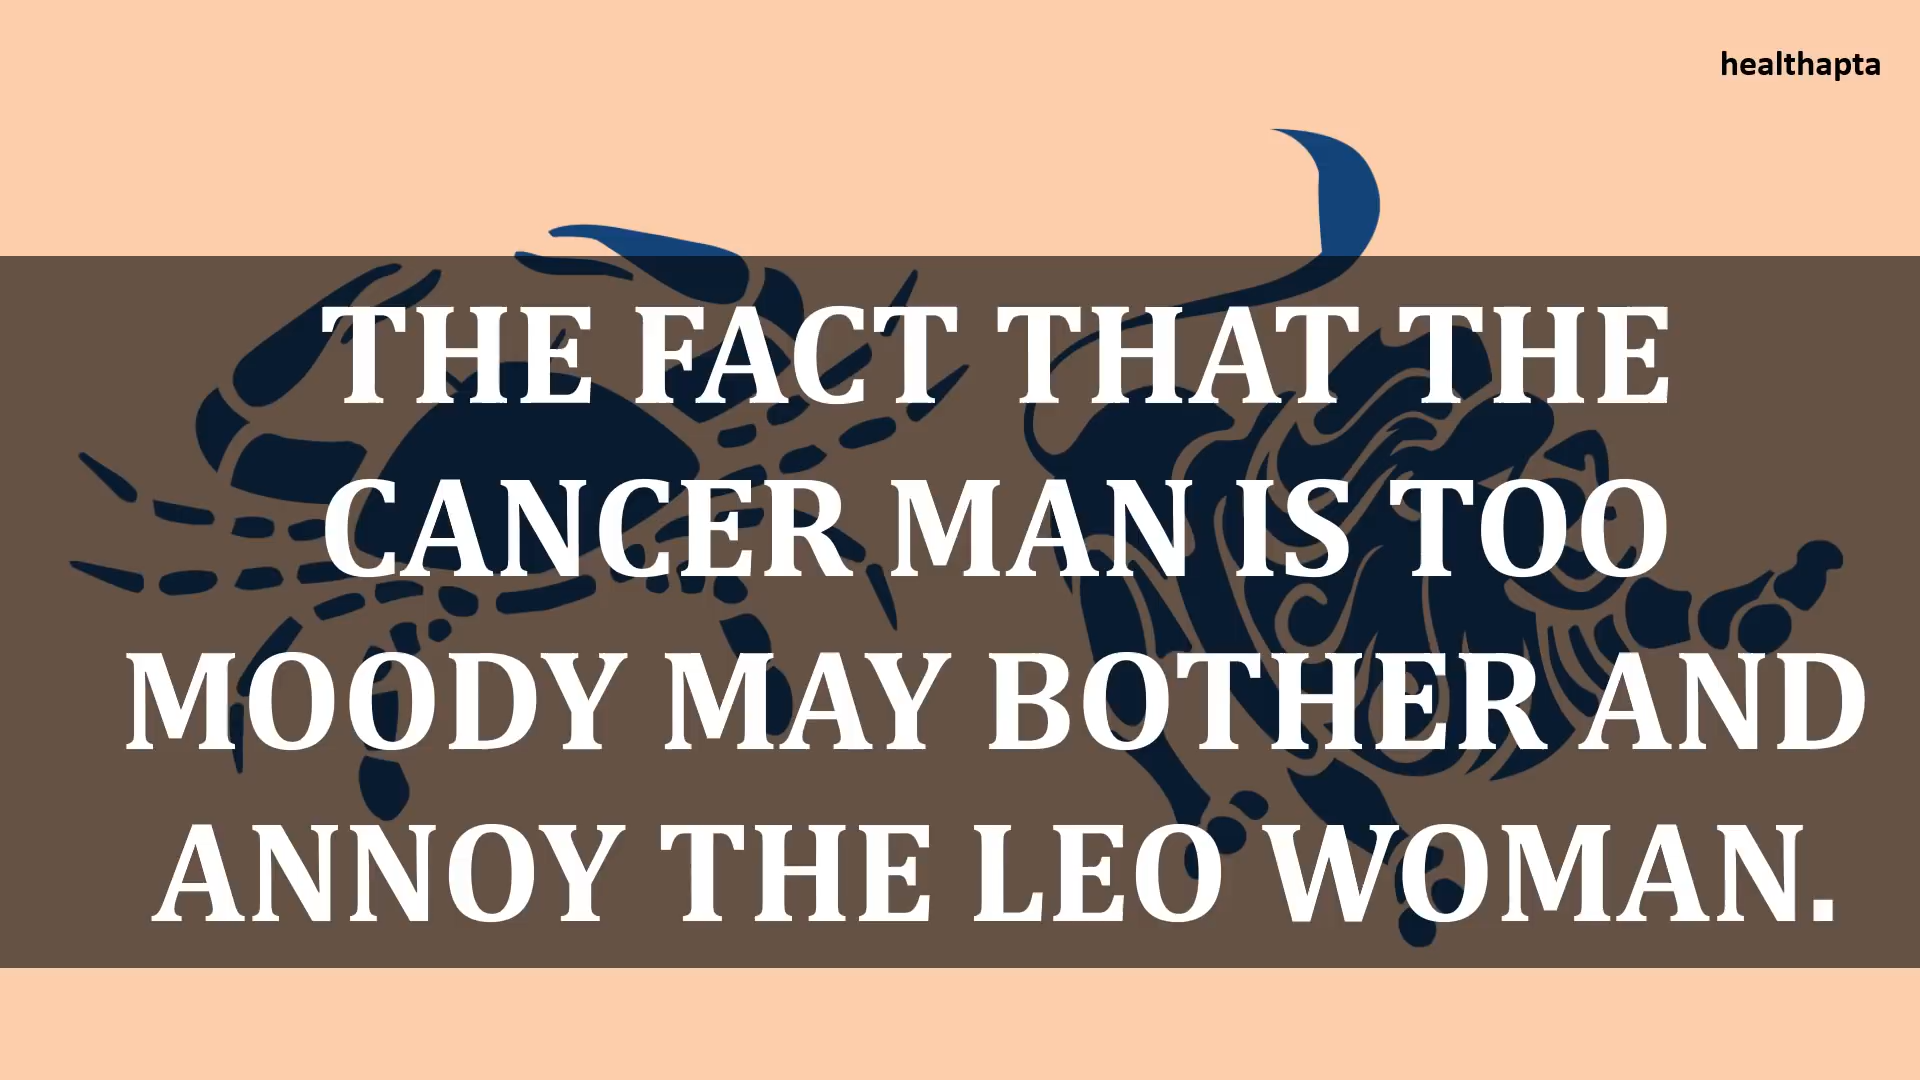 healthapta
THE FACT THAT THE
CANCER MAN IS TOO
MOODY MAY BOTHER AND
ANNOY THE LEO WOMAN.